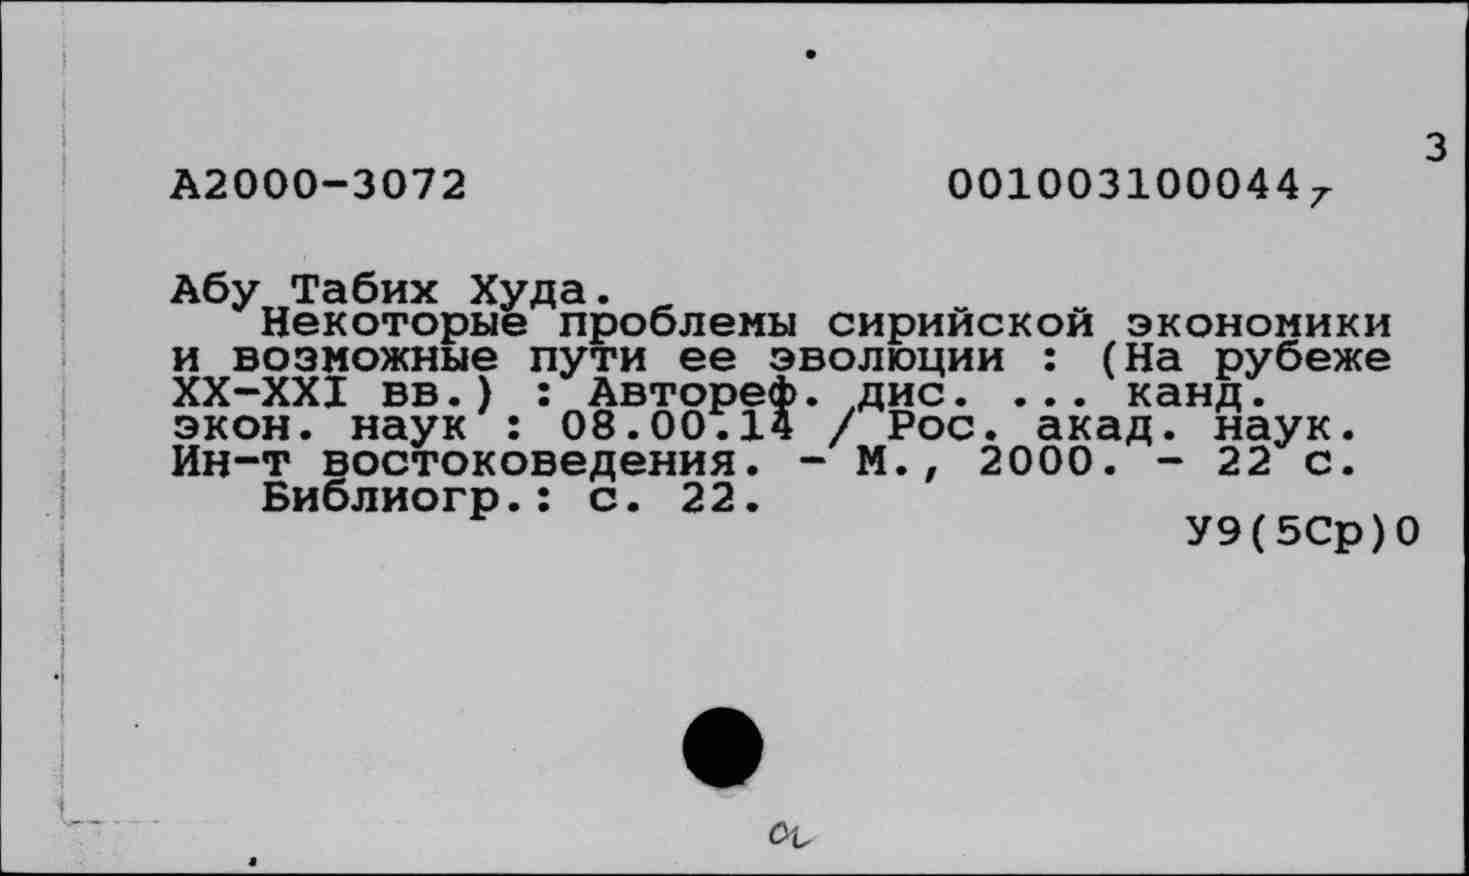 3
А2000-3072 001003100044
Абу Табих Худа.
Некоторые проблемы сирийской экономики
и возможные пути ее эволюции : (На рубеже
XX-XXI вв.) : Автореф. дис. ... канд.
экон. наук : 08.00.14 / Рос. акад. наук.
Ин-т востоковедения. - М., 2000. - 22 с.
Библиогр.: с. 22.
У9(5Ср)0